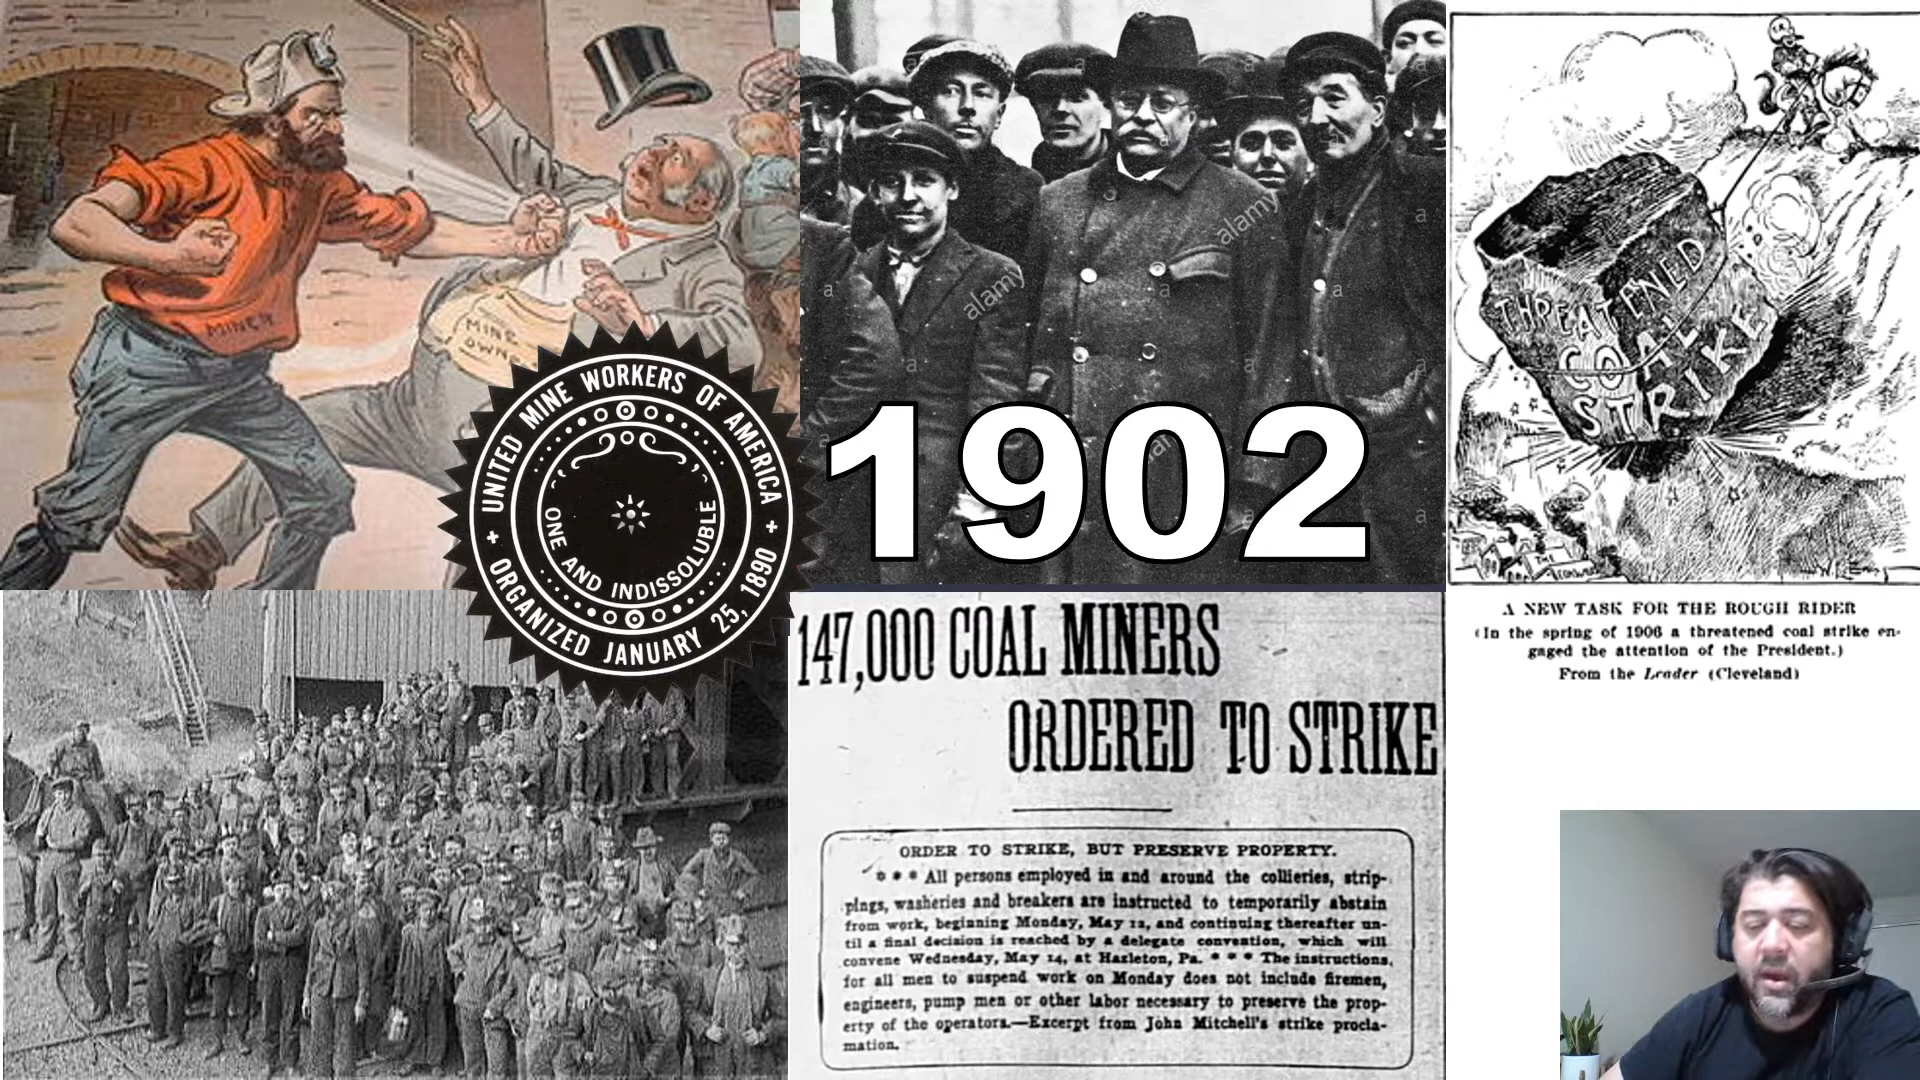 MINER
MINE
OWNE
UNITED MINE WORKERS OF AMERICA
ONE AND INDISSOLUBLE
ORGANIZED JANUARY 25, 1890
alamy
alamy
1902
THREATENED
COAL
STRIKE
A NEW TASK FOR THE ROUGH RIDER
(In the spring of 1906 a threatened coal strike en-
gaged the attention of the President.)
From the Leader (Cleveland)
147,000 COAL MINERS
ORDERED TO STRIKE
ORDER TO STRIKE, BUT PRESERVE PROPERTY.
* * * All persons employed in and around the collieries, strip-
pings, washeries and breakers are instructed to temporarily abstain
from work, beginning Monday, May 12, and continuing thereafter un-
til a final decision is reached by a delegate convention, which will
convene Wednesday, May 14, at Hazleton, Pa. * * * The instructions
for all men to suspend work on Monday does not include firemen,
engineers, pump men or other labor necessary to preserve the prop-
erty of the operators.—Excerpt from John Mitchell's strike procla-
mation.